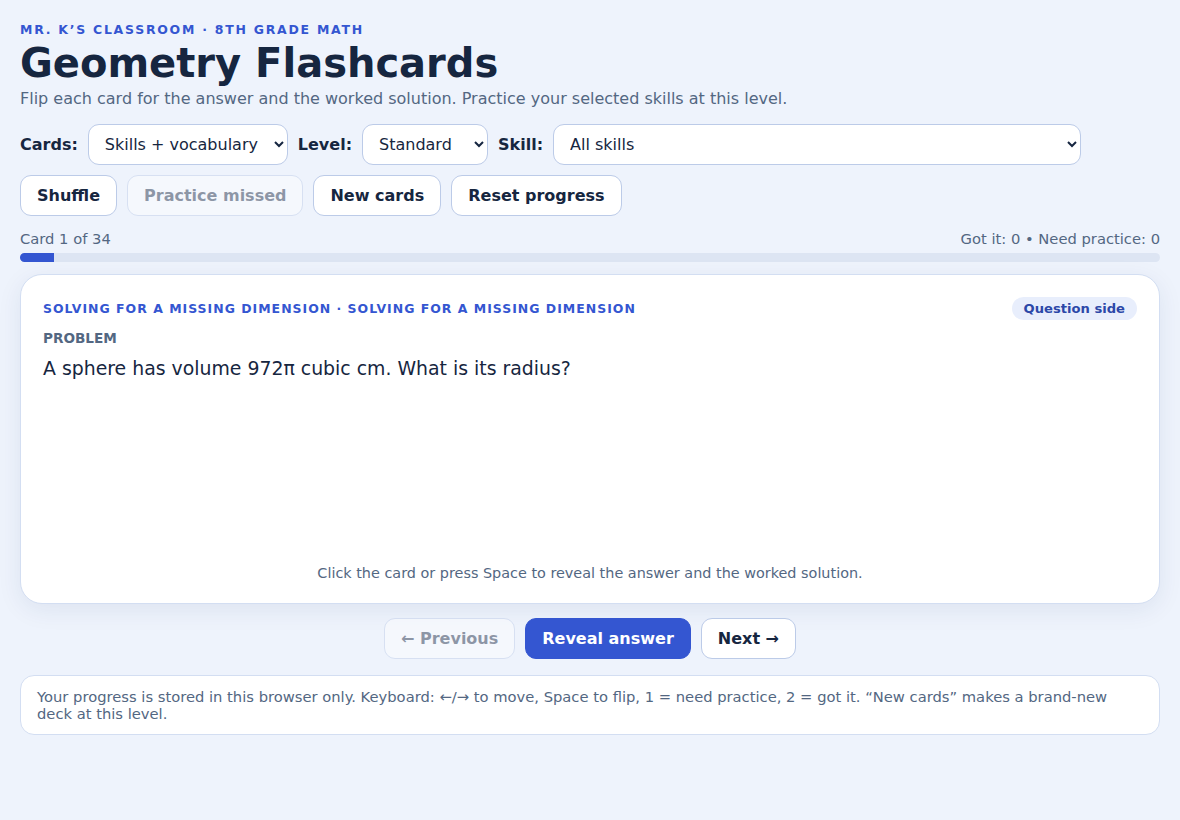 MR. K’S CLASSROOM · 8TH GRADE MATH
Geometry Flashcards
Flip each card for the answer and the worked solution. Practice your selected skills at this level.
Cards: Skills + vocabulary Level: Standard Skill: All skills
Shuffle Practice missed New cards Reset progress
Card 1 of 34 Got it: 0 • Need practice: 0
SOLVING FOR A MISSING DIMENSION · SOLVING FOR A MISSING DIMENSION Question side
PROBLEM
A sphere has volume 972π cubic cm. What is its radius?
Click the card or press Space to reveal the answer and the worked solution.
← Previous Reveal answer Next →
Your progress is stored in this browser only. Keyboard: ←/→ to move, Space to flip, 1 = need practice, 2 = got it. “New cards” makes a brand-new
deck at this level.